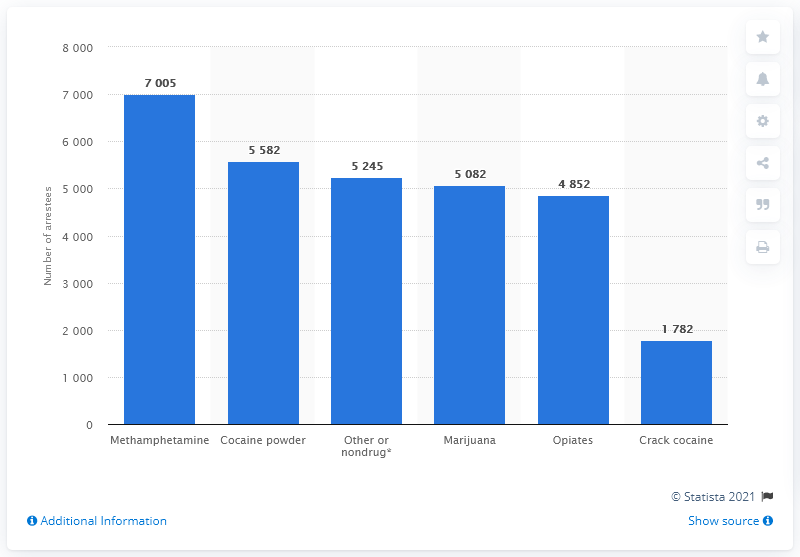 8 000
7 000
6 000
5 000
4 000
3 000
2 000
1 000
0
Number of arrestees
7 005
5 582
5 245
5 082
4 852
1 782
Methamphetamine
Cocaine powder
Other or
nondrug*
Marijuana
Opiates
Crack cocaine
© Statista 2021
Additional Information
Show source